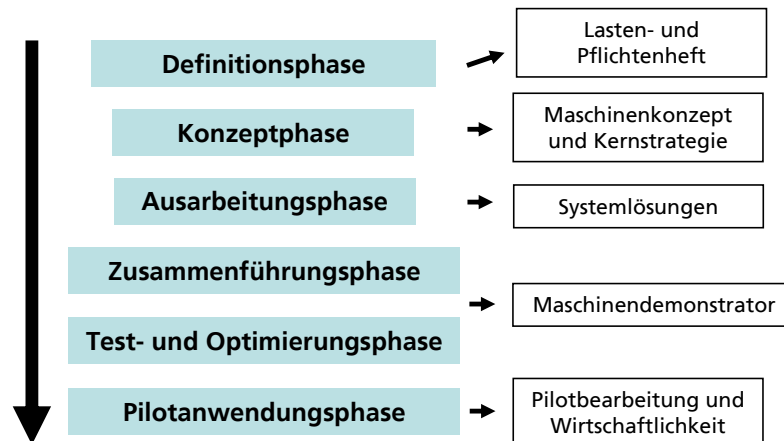 Definitionsphase
Lasten- und
Pflichtenheft
Konzeptphase
Maschinenkonzept
und Kernstrategie
Ausarbeitungsphase
Systemlösungen
Zusammenführungsphase
Test- und Optimierungsphase
Maschinendemonstrator
Pilotanwendungsphase
Pilotbearbeitung und
Wirtschaftlichkeit